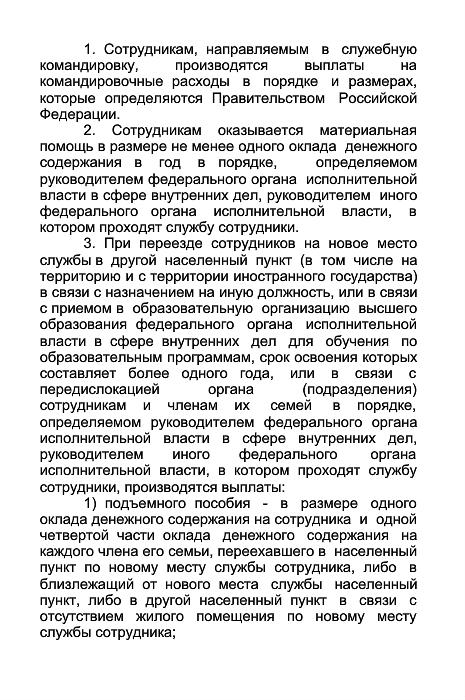 1. Сотрудникам, направляемым в служебную
командировку, производятся выплаты на
командировочные расходы в порядке и размерах,
которые определяются Правительством Российской
Федерации.
2. Сотрудникам оказывается материальная
помощь в размере не менее одного оклада денежного
содержания в год в порядке, определяемом
руководителем федерального органа исполнительной
власти в сфере внутренних дел, руководителем иного
федерального органа исполнительной власти, в
котором проходят службу сотрудники.
3. При переезде сотрудников на новое место
службы в другой населенный пункт (в том числе на
территорию и с территории иностранного государства)
в связи с назначением на иную должность, или в связи
с приемом в образовательную организацию высшего
образования федерального органа исполнительной
власти в сфере внутренних дел для обучения по
образовательным программам, срок освоения которых
составляет более одного года, или в связи с
передислокацией органа (подразделения)
сотрудникам и членам их семей в порядке,
определяемом руководителем федерального органа
исполнительной власти в сфере внутренних дел,
руководителем иного федерального органа
исполнительной власти, в котором проходят службу
сотрудники, производятся выплаты:
1) подъемного пособия - в размере одного
оклада денежного содержания на сотрудника и одной
четвертой части оклада денежного содержания на
каждого члена его семьи, переехавшего в населенный
пункт по новому месту службы сотрудника, либо в
близлежащий от нового места службы населенный
пункт, либо в другой населенный пункт в связи с
отсутствием жилого помещения по новому месту
службы сотрудника;